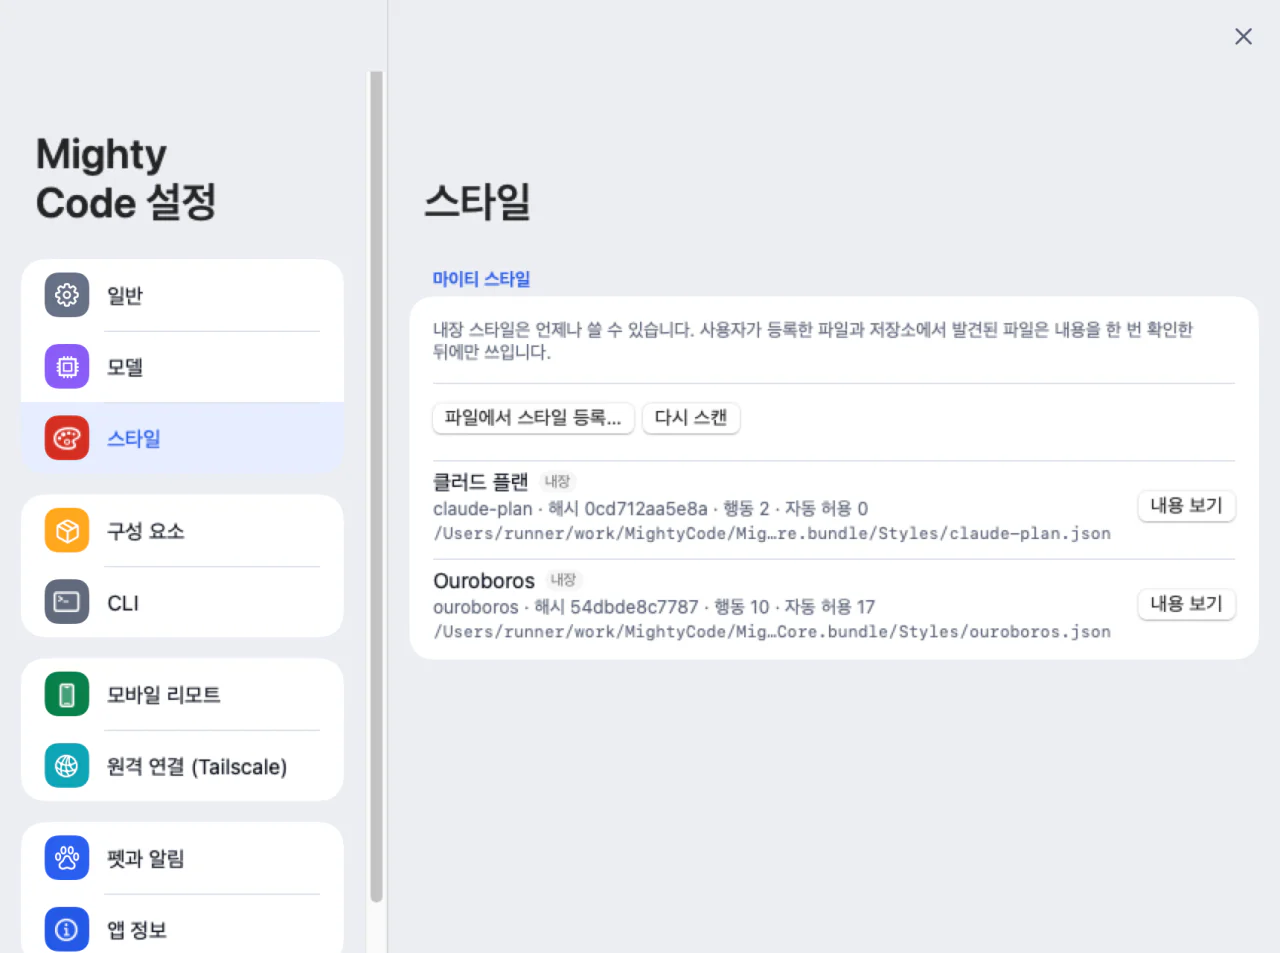 Mighty
Code 설정
일반
모델
스타일
구성 요소
CLI
모바일 리모트
원격 연결 (Tailscale)
펫과 알림
앱 정보
스타일
마이티 스타일
내장 스타일은 언제나 쓸 수 있습니다. 사용자가 등록한 파일과 저장소에서 발견된 파일은 내용을 한 번 확인한
뒤에만 쓰입니다.
파일에서 스타일 등록...
다시 스캔
클러드 플랜 내장
claude-plan · 해시 0cd712aa5e8a · 행동 2 · 자동 허용 0
/Users/runner/work/MightyCode/Mig…re.bundle/Styles/claude-plan.json
내용 보기
Ouroboros 내장
ouroboros · 해시 54dbde8c7787 · 행동 10 · 자동 허용 17
/Users/runner/work/MightyCode/Mig…Core.bundle/Styles/ouroboros.json
내용 보기